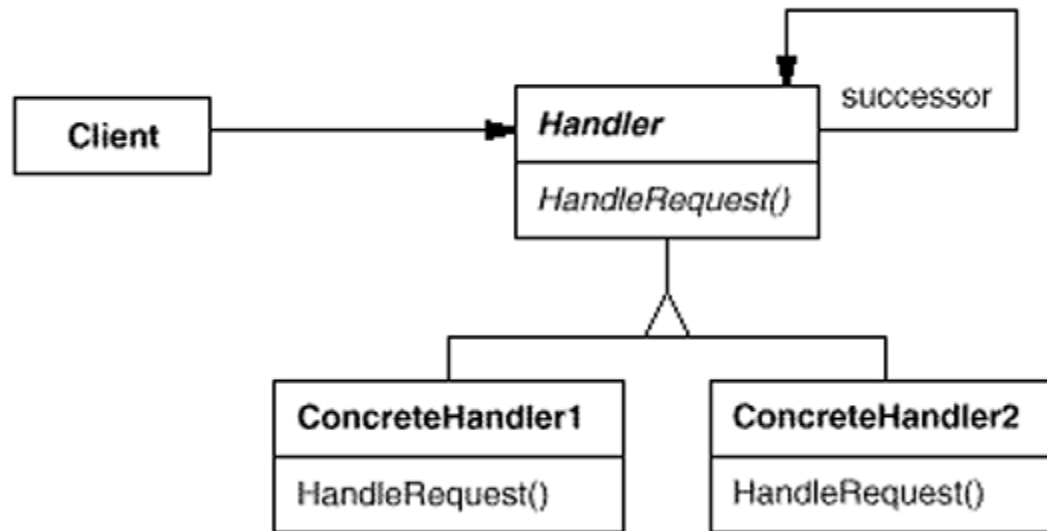 successor
Client
Handler
HandleRequest()
ConcreteHandler1
ConcreteHandler2
HandleRequest()
HandleRequest()